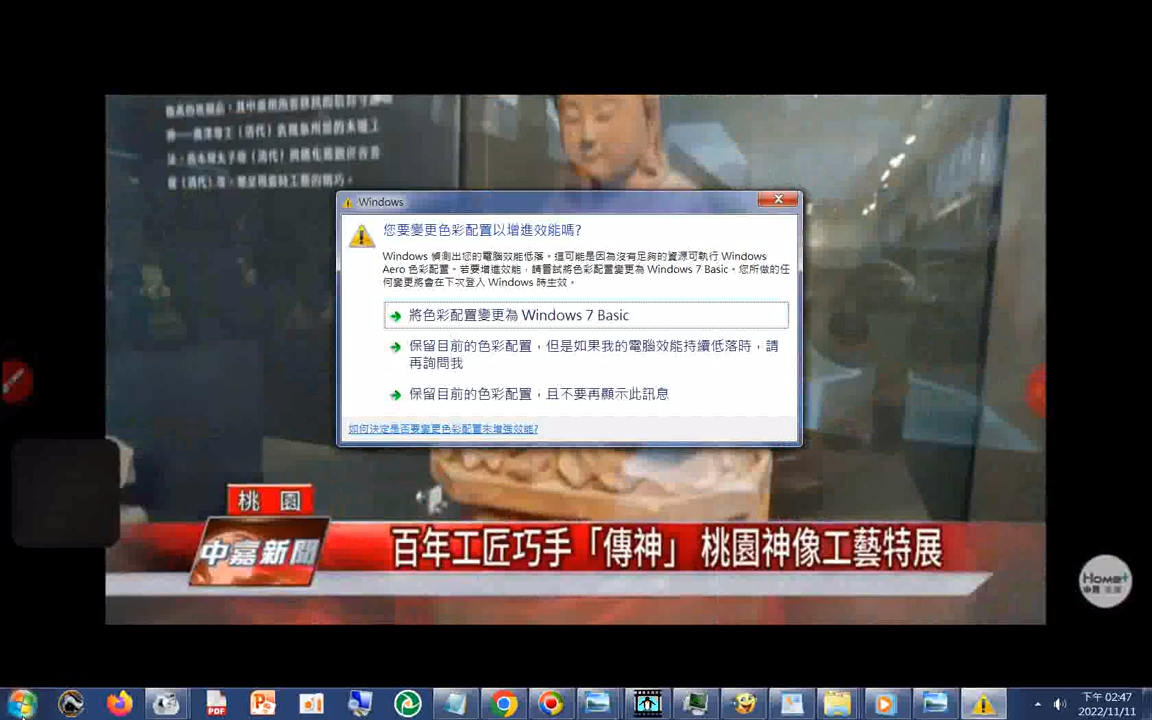 Windows
您要變更色彩配置以增進效能嗎?
Windows 偵測出您的電腦效能低落。這可能是因為沒有足夠的資源可執行 Windows
Aero 色彩配置。若要增進效能，請嘗試將色彩配置變更為 Windows 7 Basic。您所做的任
何變更將會在下次登入 Windows 時生效。
將色彩配置變更為 Windows 7 Basic
保留目前的色彩配置，但是如果我的電腦效能持續低落時，請
再詢問我
保留目前的色彩配置，且不要再顯示此訊息
如何決定是否要變更色彩配置來增強效能?
桃園
中嘉新聞
百年工匠巧手「傳神」 桃園神像工藝特展
Home+
PDF
下午 02:47
2022/11/11